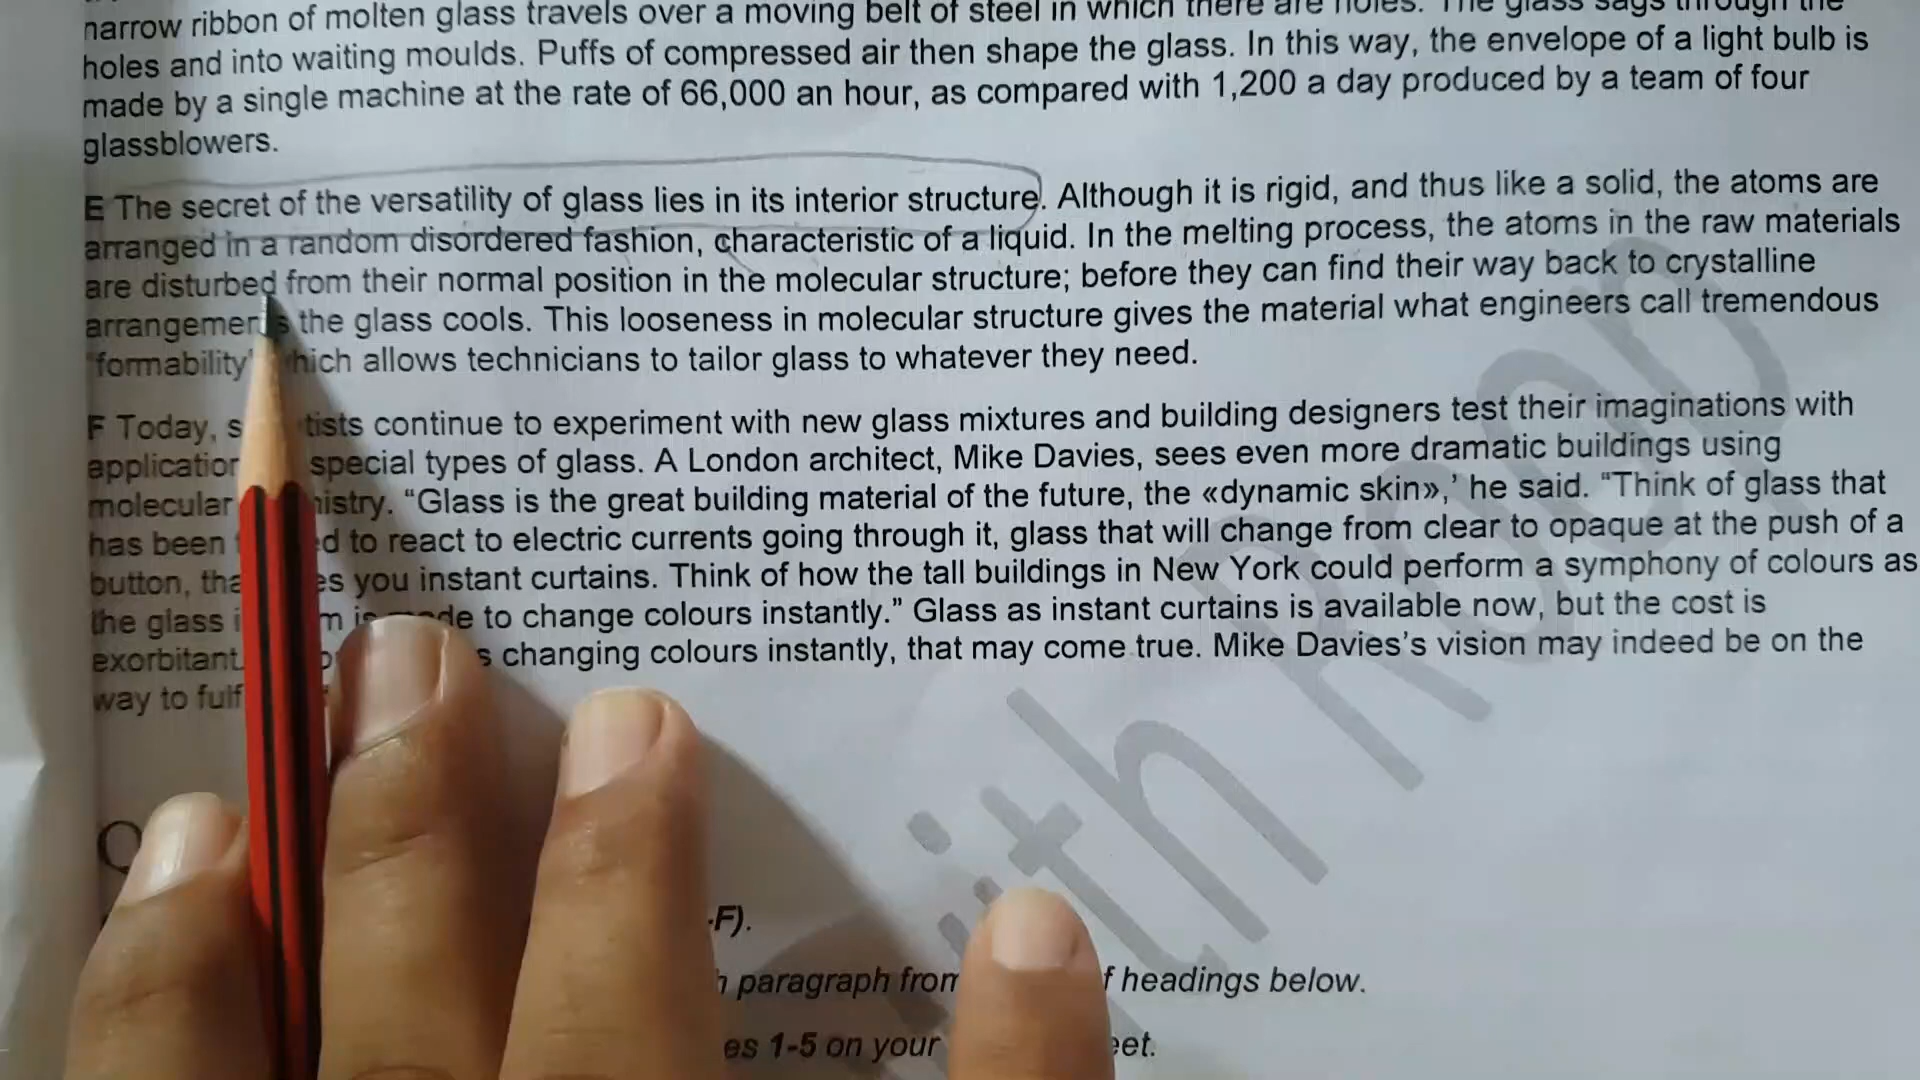 narrow ribbon of molten glass travels over a moving belt of steel in which there are holes. The glass sags through the
holes and into waiting moulds. Puffs of compressed air then shape the glass. In this way, the envelope of a light bulb is
made by a single machine at the rate of 66,000 an hour, as compared with 1,200 a day produced by a team of four
glassblowers.
E The secret of the versatility of glass lies in its interior structure. Although it is rigid, and thus like a solid, the atoms are
arranged in a random disordered fashion, characteristic of a liquid. In the melting process, the atoms in the raw materials
are disturbed from their normal position in the molecular structure; before they can find their way back to crystalline
arrangements the glass cools. This looseness in molecular structure gives the material what engineers call tremendous
"formability" which allows technicians to tailor glass to whatever they need.
F Today, scientists continue to experiment with new glass mixtures and building designers test their imaginations with
special types of glass. A London architect, Mike Davies, sees even more dramatic buildings using
molecular chemistry. “Glass is the great building material of the future, the «dynamic skin»,’ he said. “Think of glass that
has been to react to electric currents going through it, glass that will change from clear to opaque at the push of a
button, you instant curtains. Think of how the tall buildings in New York could perform a symphony of colours as
the glass is made to change colours instantly.” Glass as instant curtains is available now, but the cost is
exorbitant. changing colours instantly, that may come true. Mike Davies’s vision may indeed be on the
way to
-F).
paragraph from headings below.
1-5 on your
ith Roop